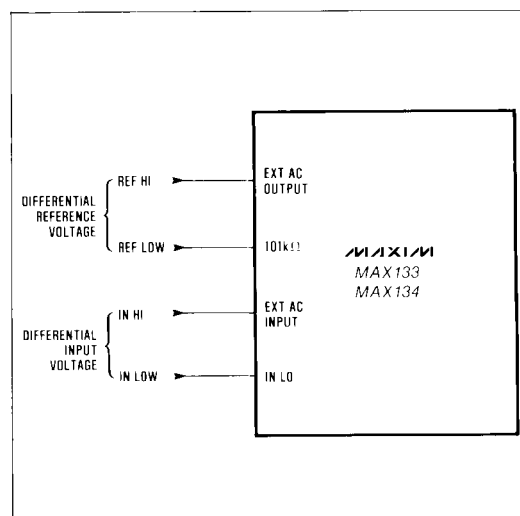 REF HI
EXT AC
OUTPUT
DIFFERENTIAL
REFERENCE
VOLTAGE
REF LOW
101kΩ
MAXIM
MAX133
MAX134
IN HI
EXT AC
INPUT
DIFFERENTIAL
INPUT
VOLTAGE
IN LOW
IN LO